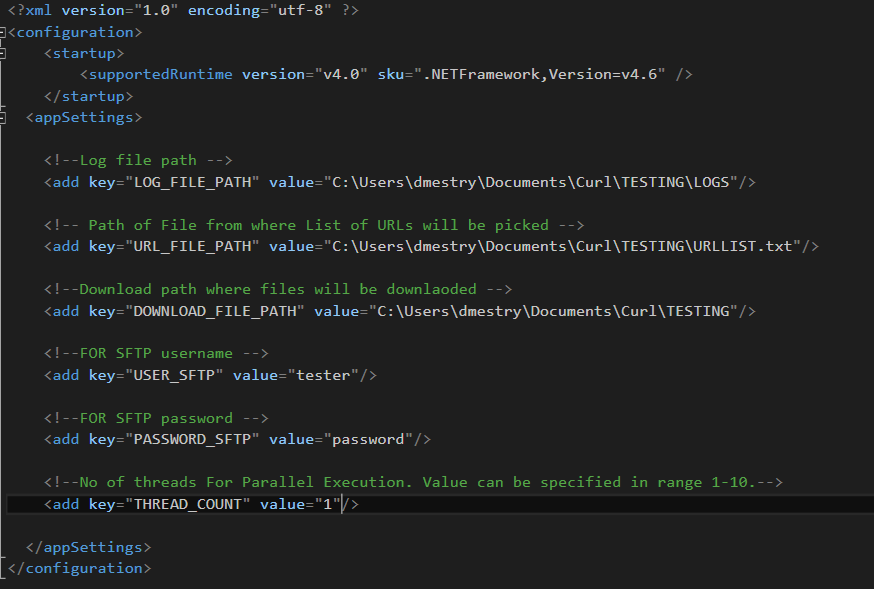 <?xml version="1.0" encoding="utf-8" ?>
<configuration>
<startup>
<supportedRuntime version="v4.0" sku=".NETFramework,Version=v4.6" />
</startup>
<appSettings>
<!--Log file path -->
<add key="LOG_FILE_PATH" value="C:\Users\dmestry\Documents\Curl\TESTING\LOGS"/>
<!-- Path of File from where List of URLs will be picked -->
<add key="URL_FILE_PATH" value="C:\Users\dmestry\Documents\Curl\TESTING\URLLIST.txt"/>
<!--Download path where files will be downlaoded -->
<add key="DOWNLOAD_FILE_PATH" value="C:\Users\dmestry\Documents\Curl\TESTING"/>
<!--FOR SFTP username -->
<add key="USER_SFTP" value="tester"/>
<!--FOR SFTP password -->
<add key="PASSWORD_SFTP" value="password"/>
<!--No of threads For Parallel Execution. Value can be specified in range 1-10.-->
<add key="THREAD_COUNT" value="1"/>
</appSettings>
</configuration>